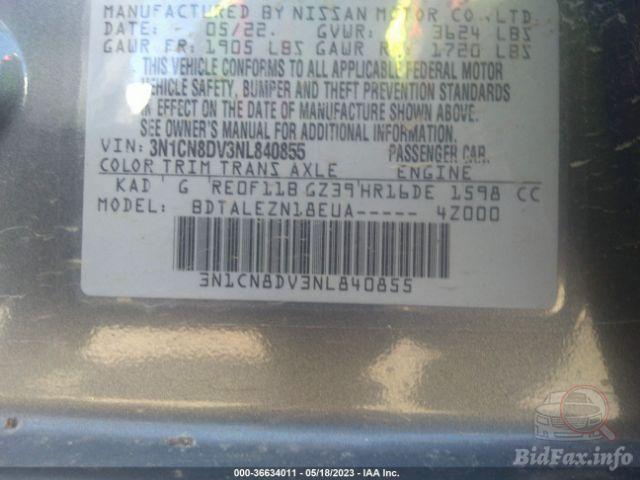 MANUFACTURED BY NISSAN MOTOR CO., LTD.
DATE: - 05/22. GVWR: 3624 LBS
GAWR FR: 1905 LBS GAWR RR: 1720 LBS
THIS VEHICLE CONFORMS TO ALL APPLICABLE FEDERAL MOTOR
VEHICLE SAFETY, BUMPER AND THEFT PREVENTION STANDARDS
IN EFFECT ON THE DATE OF MANUFACTURE SHOWN ABOVE.
SEE OWNER'S MANUAL FOR ADDITIONAL INFORMATION
VIN: 3N1CN8DV3NL840855 PASSENGER CAR.
COLOR TRIM TRANS AXLE ENGINE
KAD G RE0F11B GZ39 HR16DE 1598 CC
MODEL: BDTALEZN18EUA----- 4Z000
3N1CN8DV3NL840855
BidFax.info
000-36634011 - 05/18/2023 - IAA Inc.